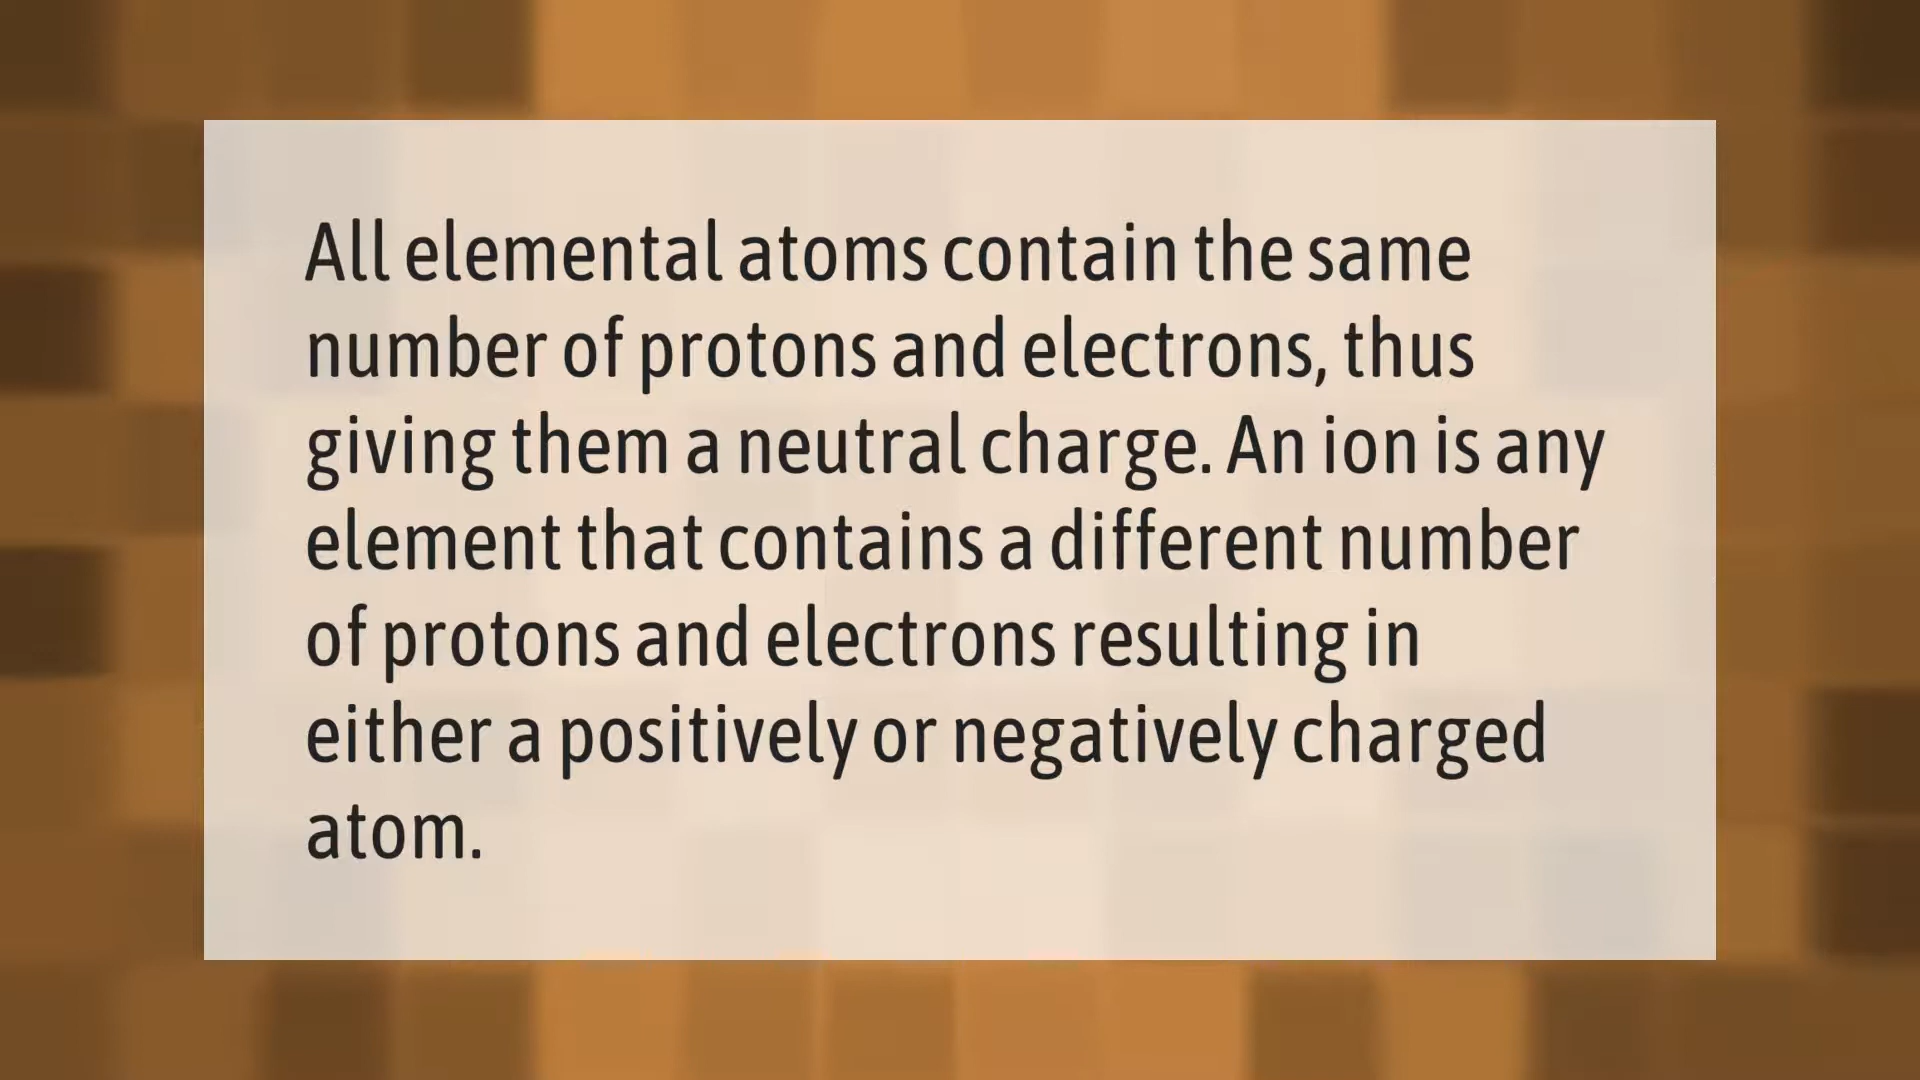 All elemental atoms contain the same
number of protons and electrons, thus
giving them a neutral charge. An ion is any
element that contains a different number
of protons and electrons resulting in
either a positively or negatively charged
atom.